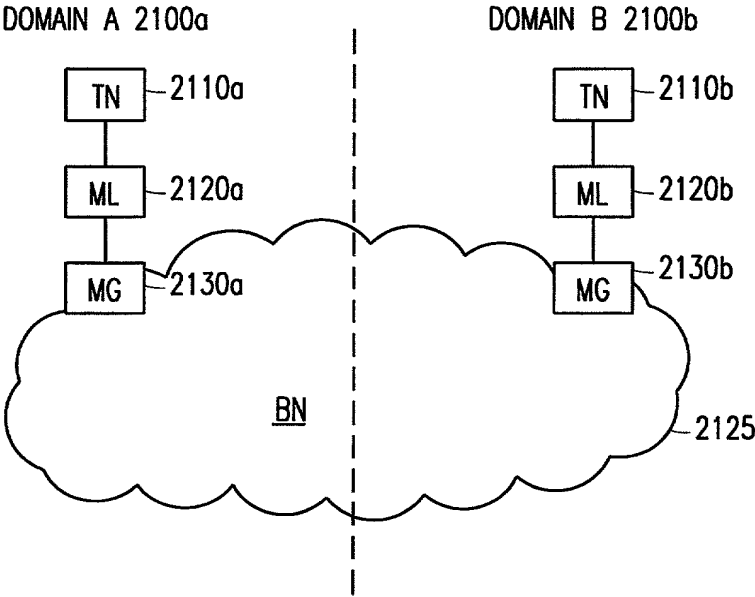 DOMAIN A 2100a
DOMAIN B 2100b
TN 2110a
TN 2110b
ML 2120a
ML 2120b
MG 2130a
MG 2130b
BN
2125